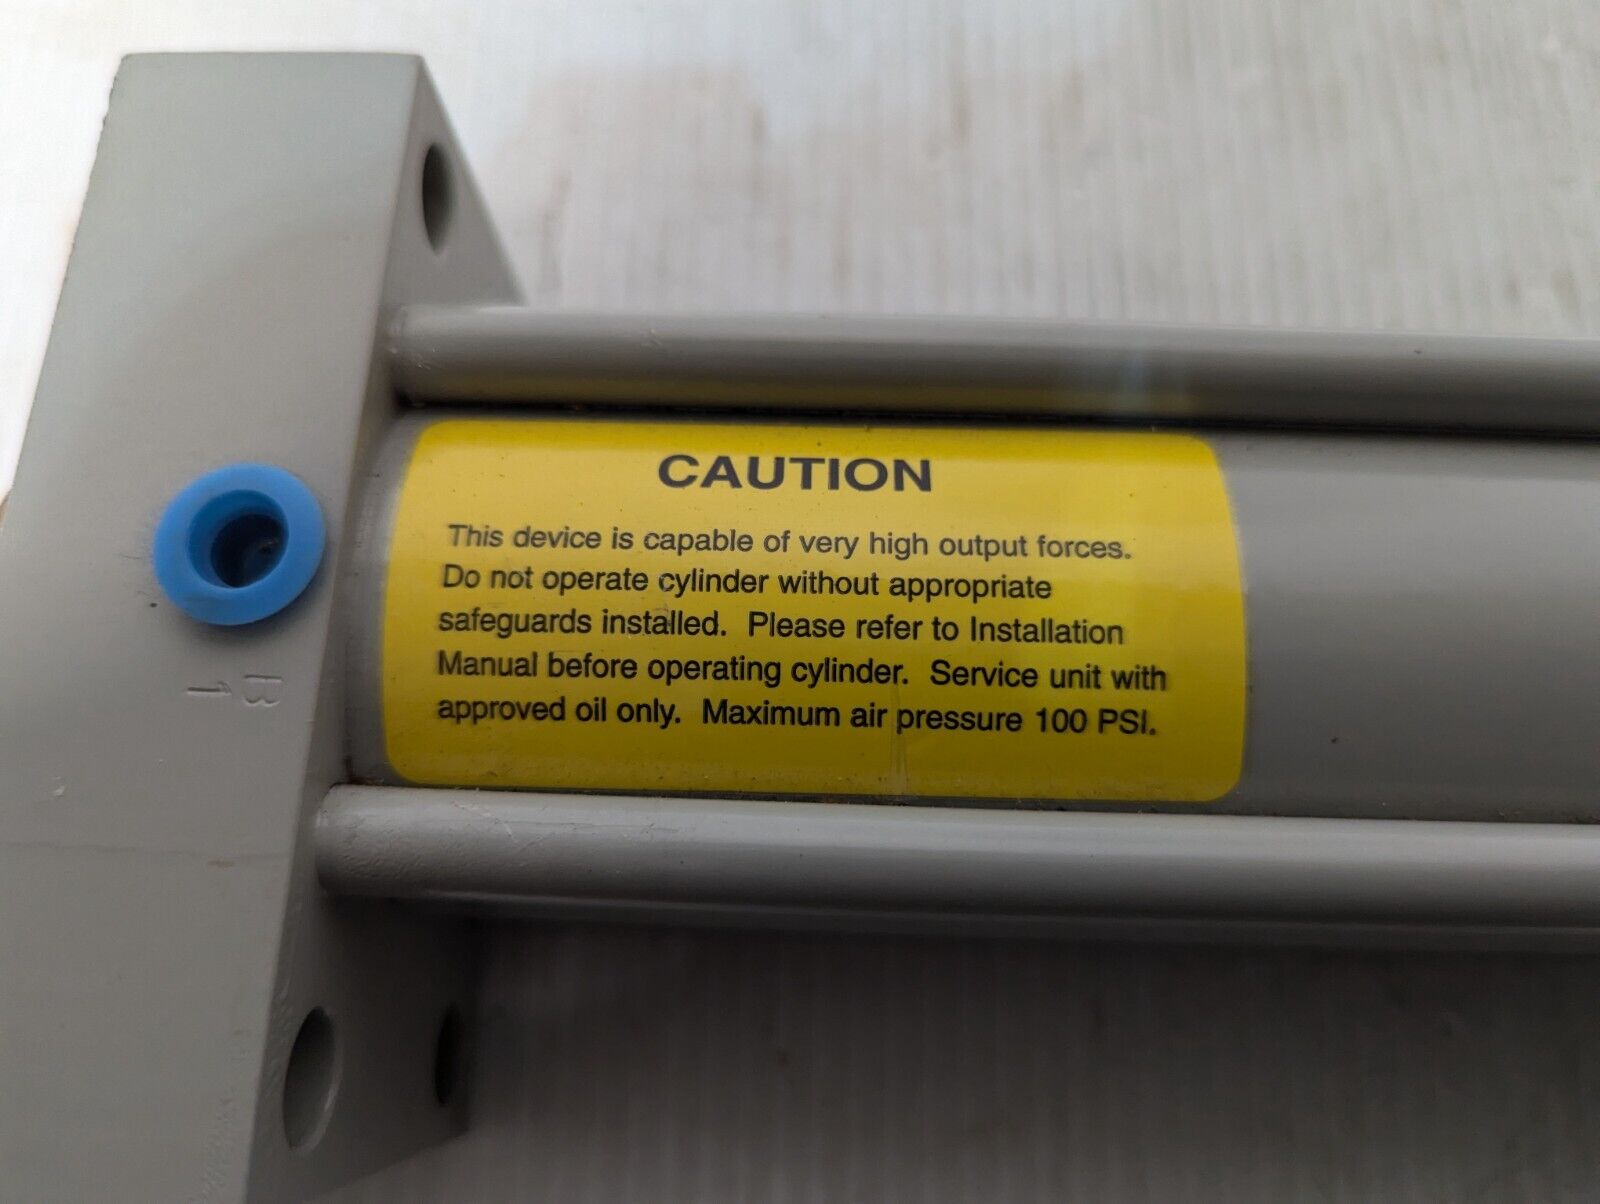 CAUTION
This device is capable of very high output forces.
Do not operate cylinder without appropriate
safeguards installed. Please refer to Installation
Manual before operating cylinder. Service unit with
approved oil only. Maximum air pressure 100 PSI.
B
1